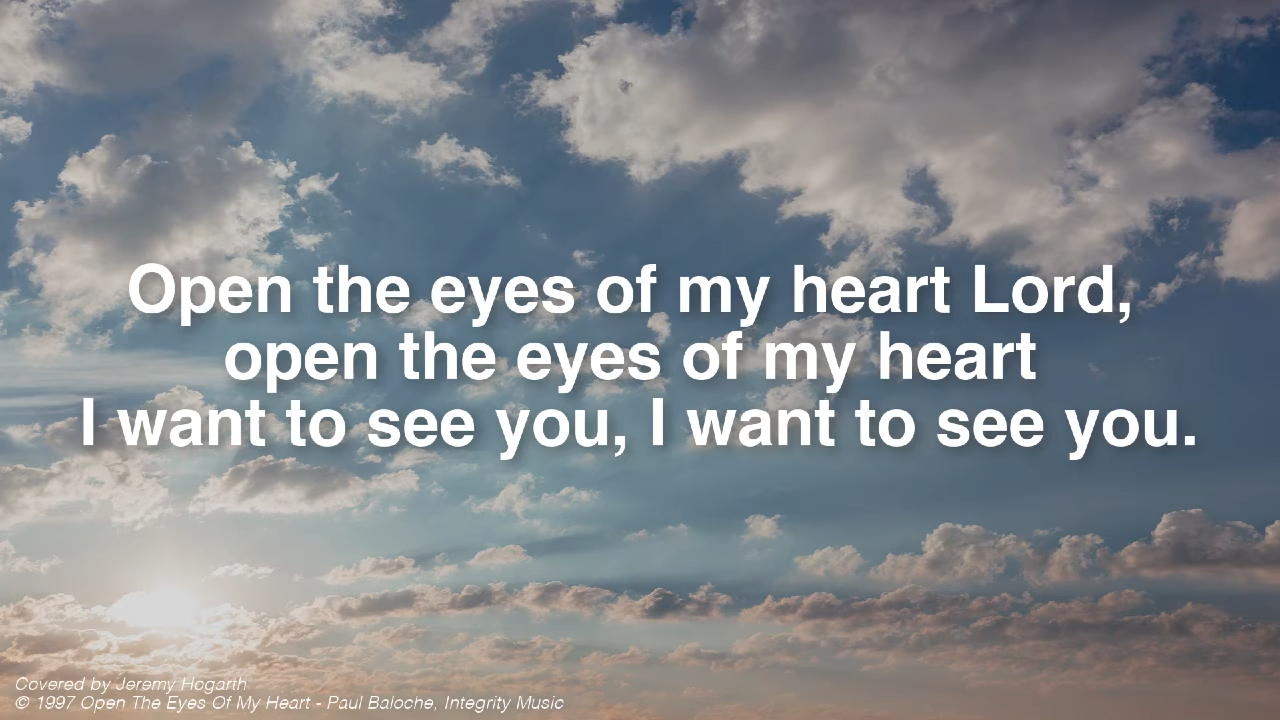 Open the eyes of my heart Lord,
open the eyes of my heart
I want to see you, I want to see you.
Covered by Jeremy Hogarth
© 1997 Open The Eyes Of My Heart - Paul Baloche, Integrity Music